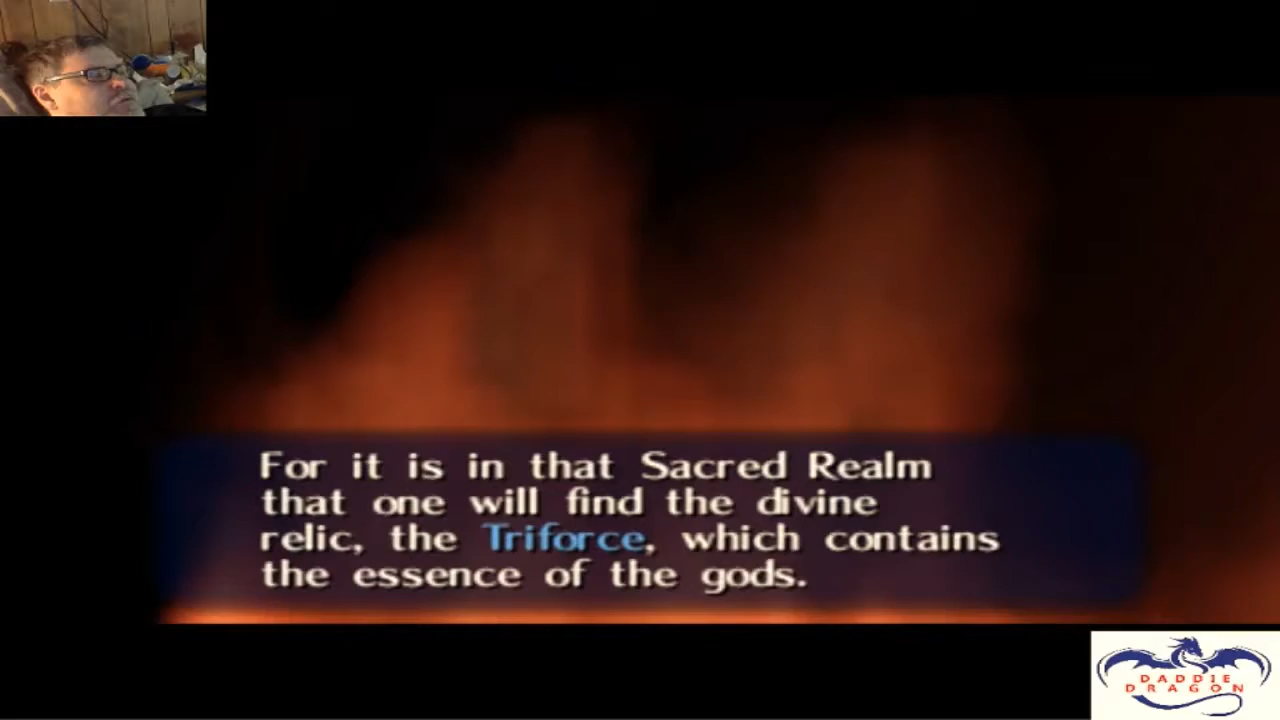 For it is in that Sacred Realm
that one will find the divine
relic, the Triforce, which contains
the essence of the gods.
DADDIE
DRAGON